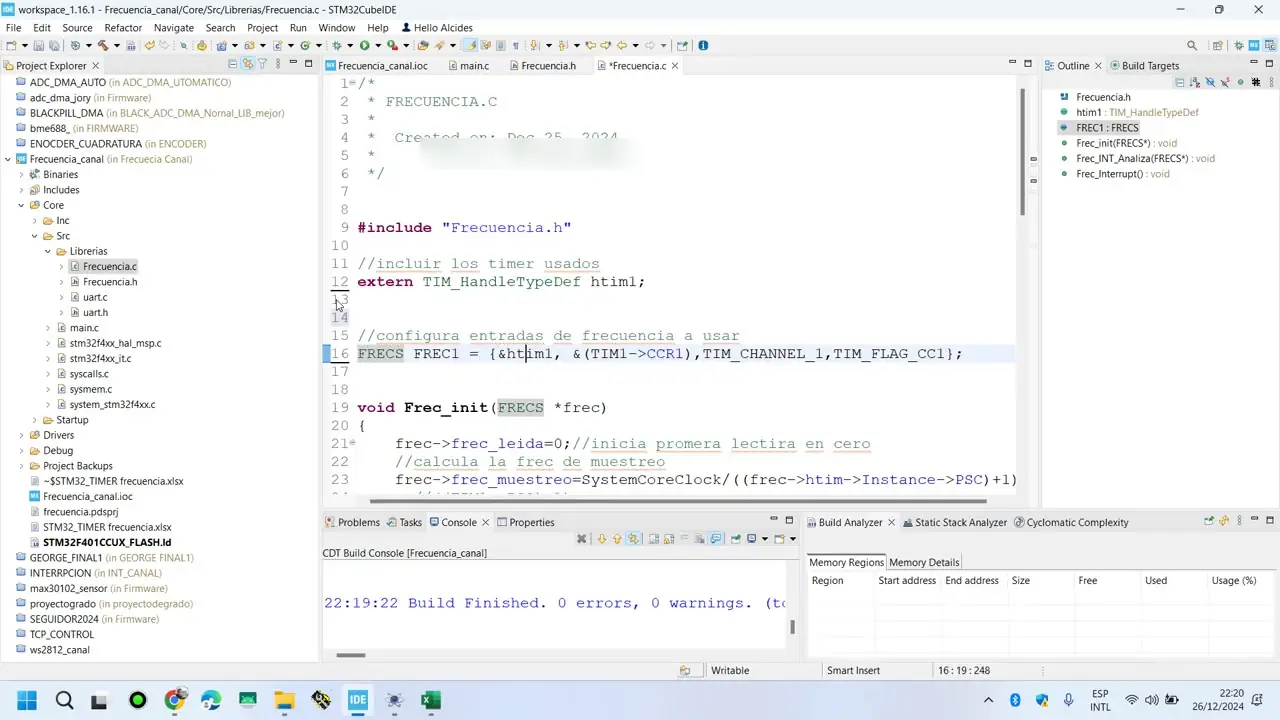 workspace_1.16.1 - Frecuencia_canal/Core/Src/Librerias/Frecuencia.c - STM32CubeIDE
File Edit Source Refactor Navigate Search Project Run Window Help Hello Alcides
Project Explorer
ADC_DMA_AUTO (in ADC_DMA_UTOMATICO)
adc_dma_jory (in Firmware)
BLACKPILL_DMA (in BLACK_ADC_DMA_Nornal_LIB_mejor)
bme688_ (in FIRMWARE)
ENOCDER_CUADRATURA (in ENCODER)
Frecuencia_canal (in Frecuecia Canal)
Binaries
Includes
Core
Inc
Src
Librerias
Frecuencia.c
Frecuencia.h
uart.c
uart.h
main.c
stm32f4xx_hal_msp.c
stm32f4xx_it.c
syscalls.c
sysmem.c
system_stm32f4xx.c
Startup
Drivers
Debug
Project Backups
~$STM32_TIMER frecuencia.xlsx
Frecuencia_canal.ioc
frecuencia.pdsprj
STM32_TIMER frecuencia.xlsx
STM32F401CCUX_FLASH.ld
GEORGE_FINAL1 (in GEORGE FINAL1)
INTERRPCION (in INT_CANAL)
max30102_sensor (in Firmware)
proyectogrado (in proyectodegrado)
SEGUIDOR2024 (in Firmware)
TCP_CONTROL
ws2812_canal
Frecuencia_canal.ioc main.c Frecuencia.h *Frecuencia.c
1 /*
2 * FRECUENCIA.C
3 *
4 * Created on: Dec 25, 2024
5 *
6 */
7
8
9 #include "Frecuencia.h"
10
11 //incluir los timer usados
12 extern TIM_HandleTypeDef htim1;
13
14
15 //configura entradas de frecuencia a usar
16 FRECS FREC1 = {&htim1, &(TIM1->CCR1),TIM_CHANNEL_1,TIM_FLAG_CC1};
17
18
19 void Frec_init(FRECS *frec)
20 {
21 frec->frec_leida=0;//inicia promera lectira en cero
22 //calcula la frec de muestreo
23 frec->frec_muestreo=SystemCoreClock/((frec->htim->Instance->PSC)+1)
Outline Build Targets
Frecuencia.h
htim1 : TIM_HandleTypeDef
FREC1 : FRECS
Frec_init(FRECS*) : void
Frec_INT_Analiza(FRECS*) : void
Frec_Interrupt() : void
Problems Tasks Console Properties
CDT Build Console [Frecuencia_canal]
22:19:22 Build Finished. 0 errors, 0 warnings. (to
Build Analyzer Static Stack Analyzer Cyclomatic Complexity
Memory Regions Memory Details
Region Start address End address Size Free Used Usage (%)
Writable Smart Insert 16 : 19 : 248
IDE
ESP
INTL
22:20
26/12/2024